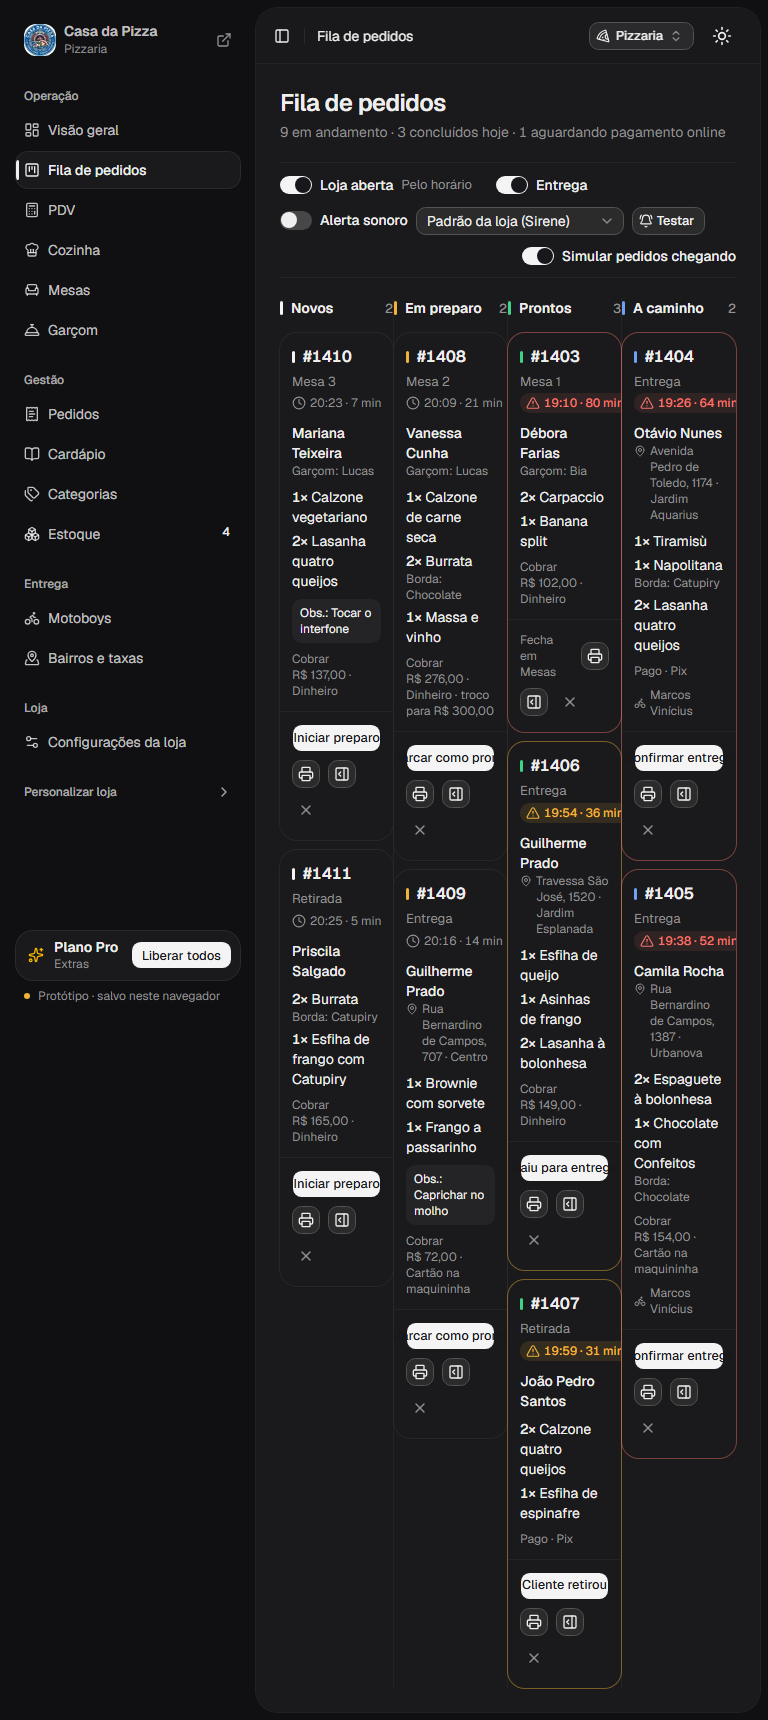 Casa da Pizza
Pizzaria
Operação
Visão geral
Fila de pedidos
PDV
Cozinha
Mesas
Garçom
Gestão
Pedidos
Cardápio
Categorias
Estoque 4
Entrega
Motoboys
Bairros e taxas
Loja
Configurações da loja
Personalizar loja
Plano Pro
Extras
Liberar todos
Protótipo · salvo neste navegador
Fila de pedidos
Pizzaria
Fila de pedidos
9 em andamento · 3 concluídos hoje · 1 aguardando pagamento online
Loja aberta Pelo horário Entrega
Alerta sonoro Padrão da loja (Sirene) Testar
Simular pedidos chegando
Novos 2
#1410
Mesa 3
20:23 · 7 min
Mariana
Teixeira
Garçom: Lucas
1× Calzone
vegetariano
2× Lasanha
quatro
queijos
Obs.: Tocar o
Interfone
Cobrar
R$ 137,00 ·
Dinheiro
Iniciar preparo
#1411
Retirada
20:25 · 5 min
Priscila
Salgado
2× Burrata
Borda: Catupiry
1× Esfiha de
frango com
Catupiry
Cobrar
R$ 165,00 ·
Dinheiro
Iniciar preparo
Em preparo 2
#1408
Mesa 2
20:09 · 21 min
Vanessa
Cunha
Garçom: Lucas
1× Calzone
de carne
seca
2× Burrata
Borda:
Chocolate
1× Massa e
vinho
Cobrar
R$ 276,00 ·
Dinheiro · troco
para R$ 300,00
arcar como pron
#1409
Entrega
20:16 · 14 min
Guilherme
Prado
Rua
Bernardino
de Campos,
707 · Centro
1× Brownie
com sorvete
1× Frango a
passarinho
Obs.:
Caprichar no
molho
Cobrar
R$ 72,00 ·
Cartão na
maquininha
arcar como pron
Prontos 3
#1403
Mesa 1
19:10 · 80 min
Débora
Farias
Garçom: Bia
2× Carpaccio
1× Banana
split
Cobrar
R$ 102,00 ·
Dinheiro
Fecha
em
Mesas
#1406
Entrega
19:54 · 36 min
Guilherme
Prado
Travessa São
José, 1520 ·
Jardim
Esplanada
1× Esfiha de
queijo
1× Asinhas
de frango
2× Lasanha à
bolonhesa
Cobrar
R$ 149,00 ·
Dinheiro
aiu para entreg
#1407
Retirada
19:59 · 31 min
João Pedro
Santos
2× Calzone
quatro
queijos
1× Esfiha de
espinafre
Pago · Pix
Cliente retirou
A caminho 2
#1404
Entrega
19:26 · 64 min
Otávio Nunes
Avenida
Pedro de
Toledo, 1174 ·
Jardim
Aquarius
1× Tiramisù
1× Napolitana
Borda: Catupiry
2× Lasanha
quatro
queijos
Pago · Pix
Marcos
Vinícius
onfirmar entreg
#1405
Entrega
19:38 · 52 min
Camila Rocha
Rua
Bernardino
de Campos,
1387 ·
Urbanova
2× Espaguete
à bolonhesa
1× Chocolate
com
Confeitos
Borda:
Chocolate
Cobrar
R$ 154,00 ·
Cartão na
maquininha
Marcos
Vinícius
onfirmar entreg